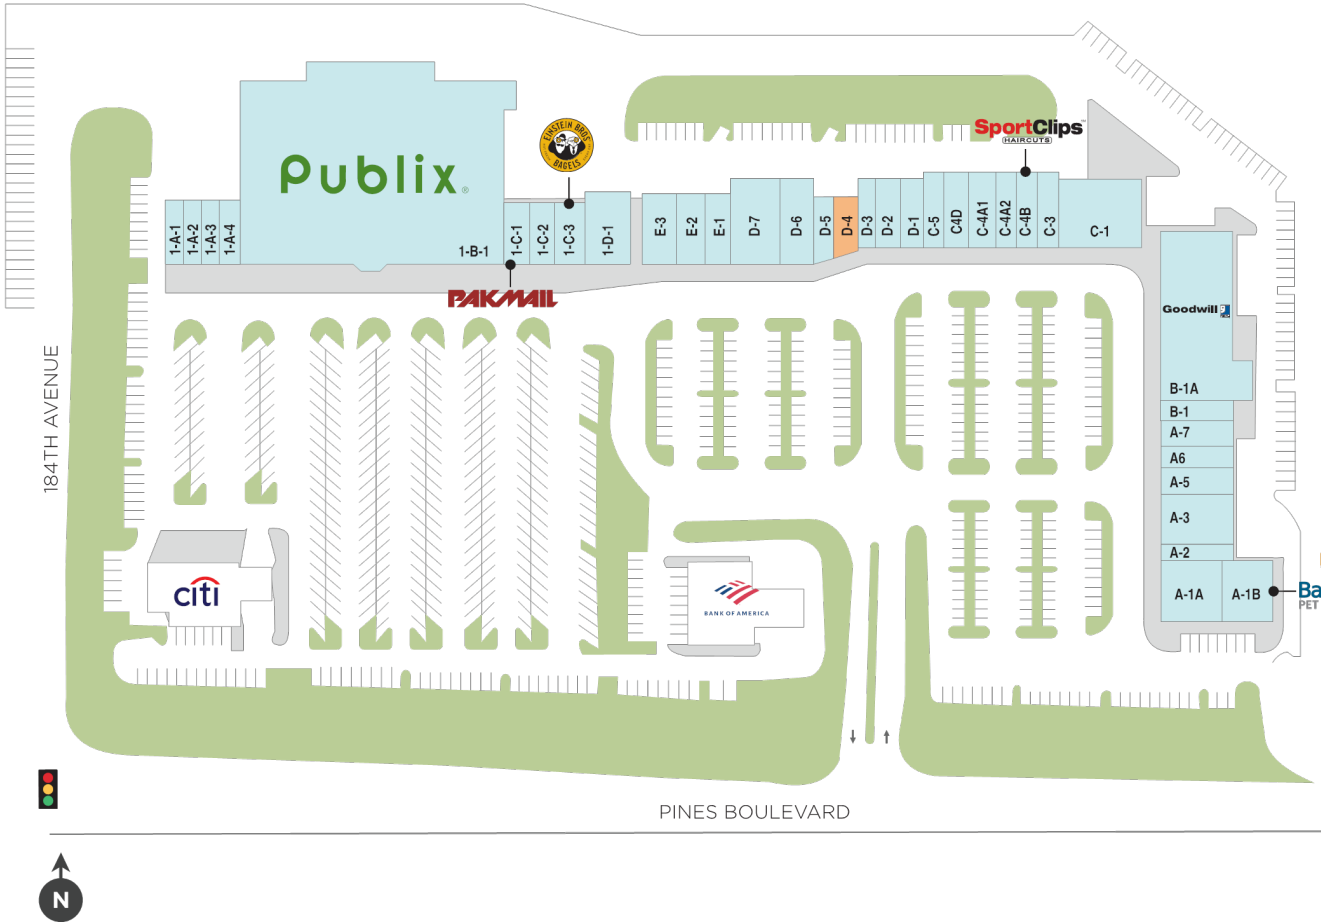 EINSTEIN BROS
BAGELS
SportClips
HAIRCUTS
Publix
1-A-1
1-A-2
1-A-3
1-A-4
1-B-1
1-C-1
1-C-2
1-C-3
1-D-1
E-3
E-2
E-1
D-7
D-6
D-5
D-4
D-3
D-2
D-1
C-5
C4D
C-4A1
C-4A2
C-4B
C-3
C-1
PAKMAIL
Goodwill
B-1A
B-1
A-7
A6
A-5
A-3
A-2
A-1A
A-1B
Ba
PET
184TH AVENUE
citi
BANK OF AMERICA
PINES BOULEVARD
N